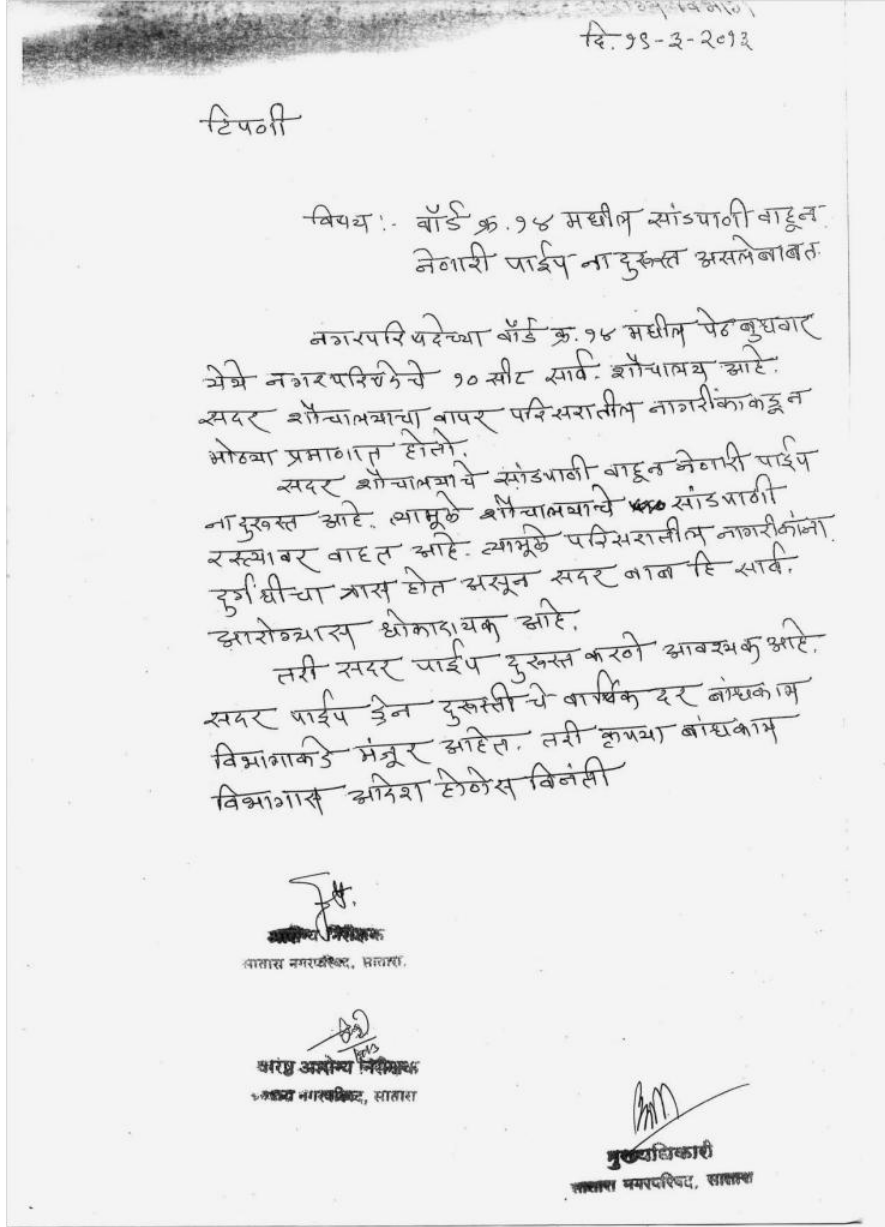 विभाग
दि. १९-३-२०१३
टिपणी
विषय :- वॉर्ड क्र. १४ मधील सांडपाणी वाहून
नेणारी पाईप नादुरुस्त असलेबाबत.
नगरपरिषदेच्या वॉर्ड क्र. १४ मधील पेठ बुधवार
येथे नगरपरिषदेचे १० सीट सार्व. शौचालय आहे.
सदर शौचालयाचा वापर परिसरातील नागरीकांकडून
मोठ्या प्रमाणात होतो.
सदर शौचालयाचे सांडपाणी वाहून नेणारी पाईप
नादुरुस्त आहे. त्यामूळे शौचालयाचे सांडपाणी
रस्त्यावर वाहत आहे. त्यामूळे परिसरातील नागरीकांना
दुर्गंधीचा त्रास होत असून सदर बाब हि सार्व.
आरोग्यास धोकादायक आहे.
तरी सदर पाईप दुरुस्त करणे आवश्यक आहे.
सदर पाईप ड्रेन दुरुस्ती चे वार्षिक दर बांधकाम
विभागाकडे मंजूर आहेत. तरी कृपया बांधकाम
विभागास आदेश होणेस विनंती
आरोग्य निरीक्षक
सातारा नगरपरिषद, सातारा.
वरिष्ठ आरोग्य निरीक्षक
सातारा नगरपरिषद, सातारा
मुख्याधिकारी
सातारा नगरपरिषद, सातारा